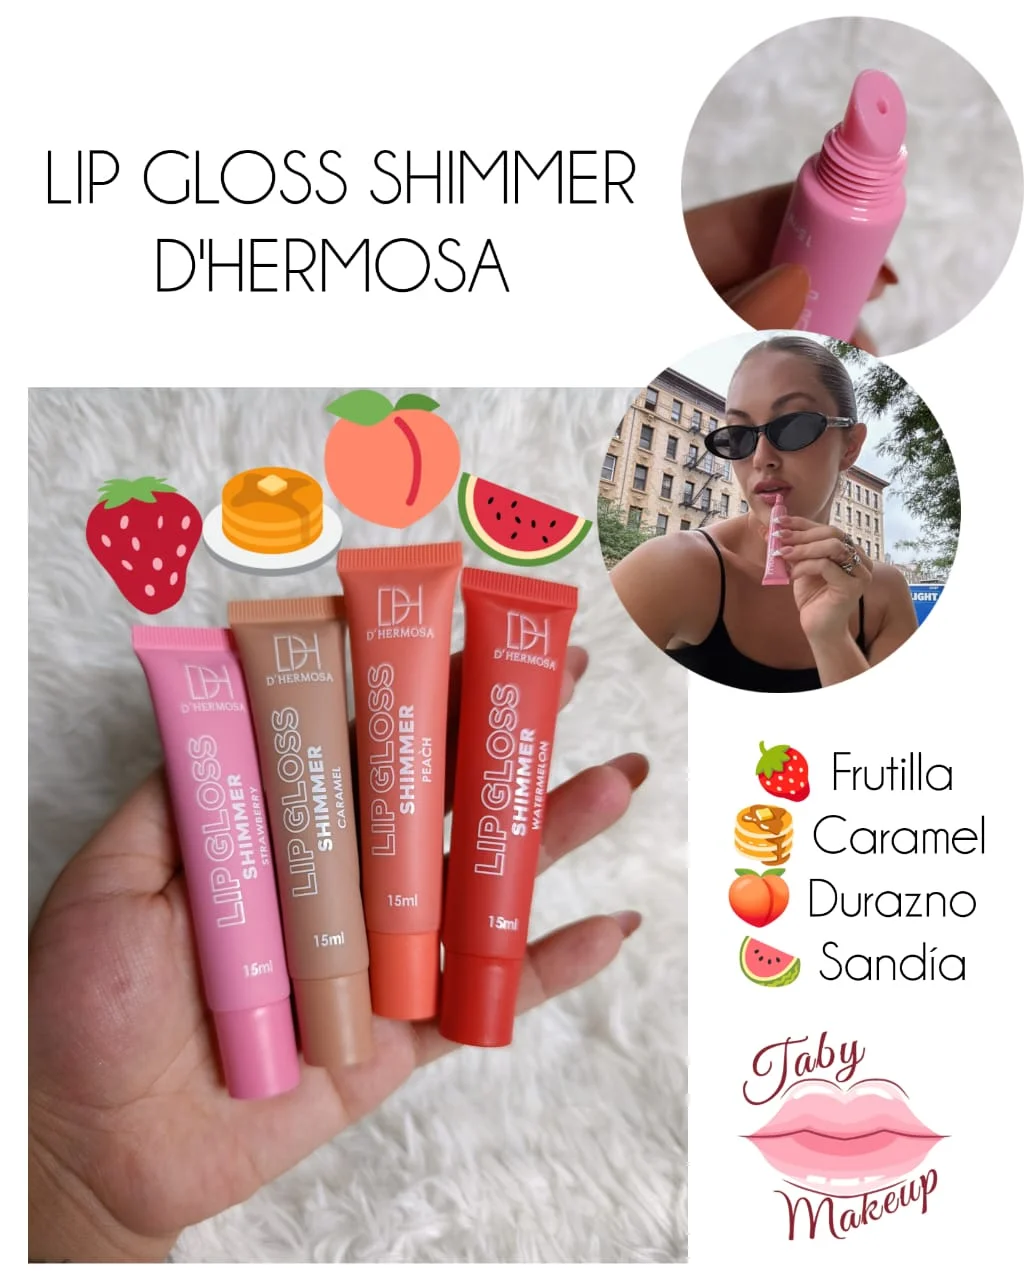 LIP GLOSS SHIMMER
D'HERMOSA
DH
D'HERMOSA
LIP GLOSS
SHIMMER
STRAWBERRY
15ml
DH
D'HERMOSA
LIP GLOSS
SHIMMER
CARAMEL
15ml
DH
D'HERMOSA
LIP GLOSS
SHIMMER
PEACH
15ml
DH
D'HERMOSA
LIP GLOSS
SHIMMER
WATERMELON
15ml
LIGHT
Frutilla
Caramel
Durazno
Sandía
Taby
Makeup